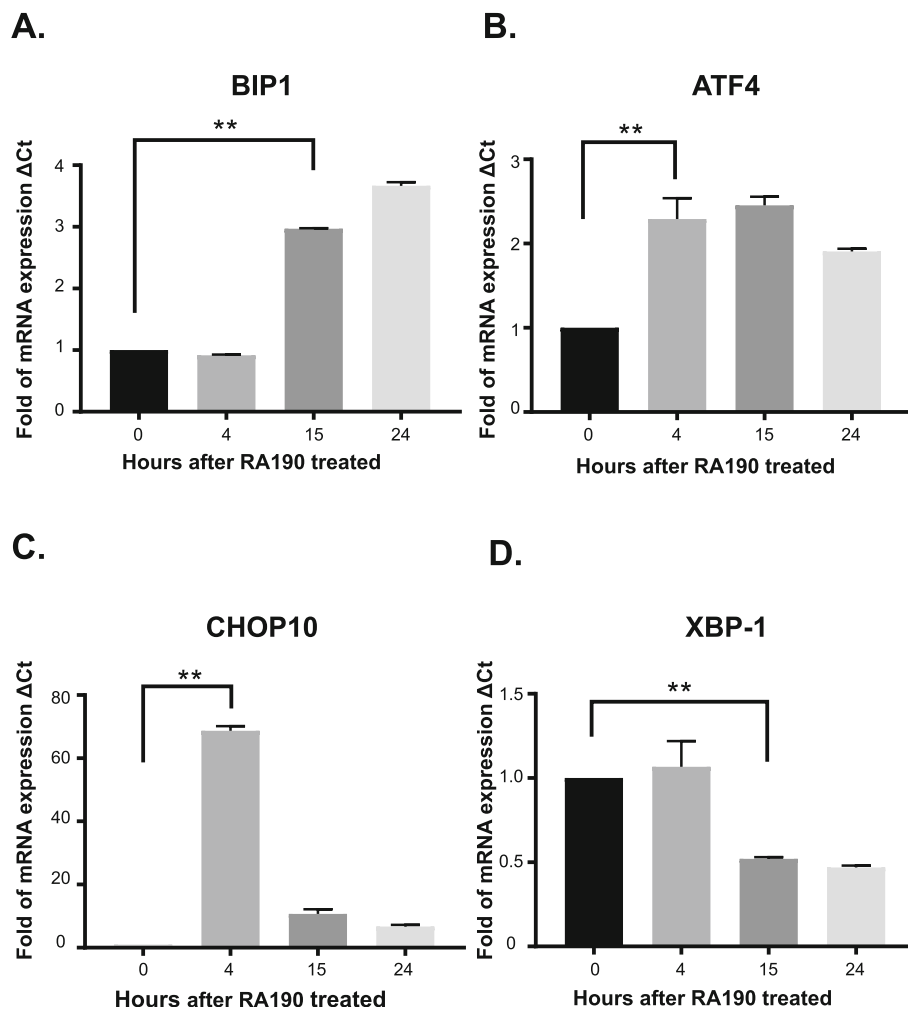 A.
BIP1
**
Fold of mRNA expression ΔCt
4
3
2
1
0
0 4 15 24
Hours after RA190 treated
B.
ATF4
**
Fold of mRNA expression ΔCt
3
2
1
0
0 4 15 24
Hours after RA190 treated
C.
CHOP10
**
Fold of mRNA expression ΔCt
80
60
40
20
0
0 4 15 24
Hours after RA190 treated
D.
XBP-1
**
Fold of mRNA expression ΔCt
1.5
1.0
0.5
0
0 4 15 24
Hours after RA190 treated